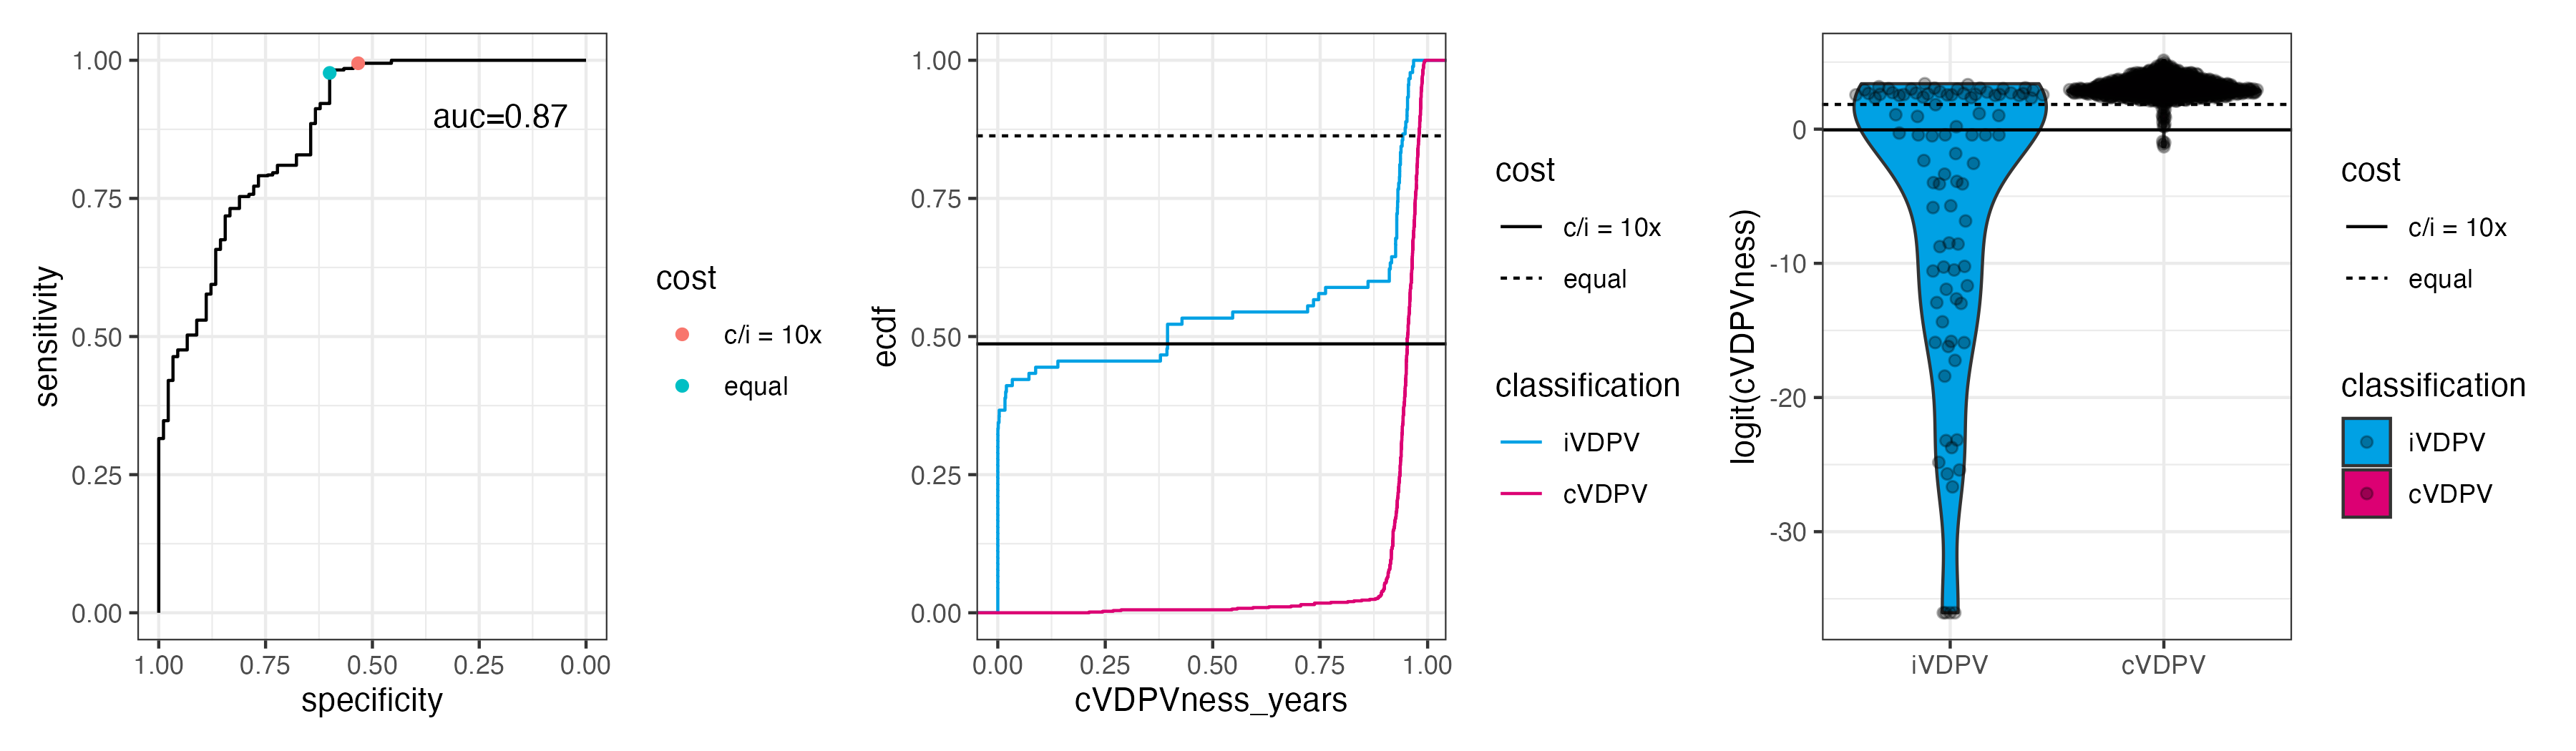 1.00
0.75
0.50
0.25
0.00
sensitivity
1.00 0.75 0.50 0.25 0.00
specificity
auc=0.87
cost
c/i = 10x
equal
1.00
0.75
0.50
0.25
0.00
ecdf
0.00 0.25 0.50 0.75 1.00
cVDPVness_years
cost
c/i = 10x
equal
classification
iVDPV
cVDPV
0
-10
-20
-30
logit(cVDPVness)
iVDPV cVDPV
cost
c/i = 10x
equal
classification
iVDPV
cVDPV